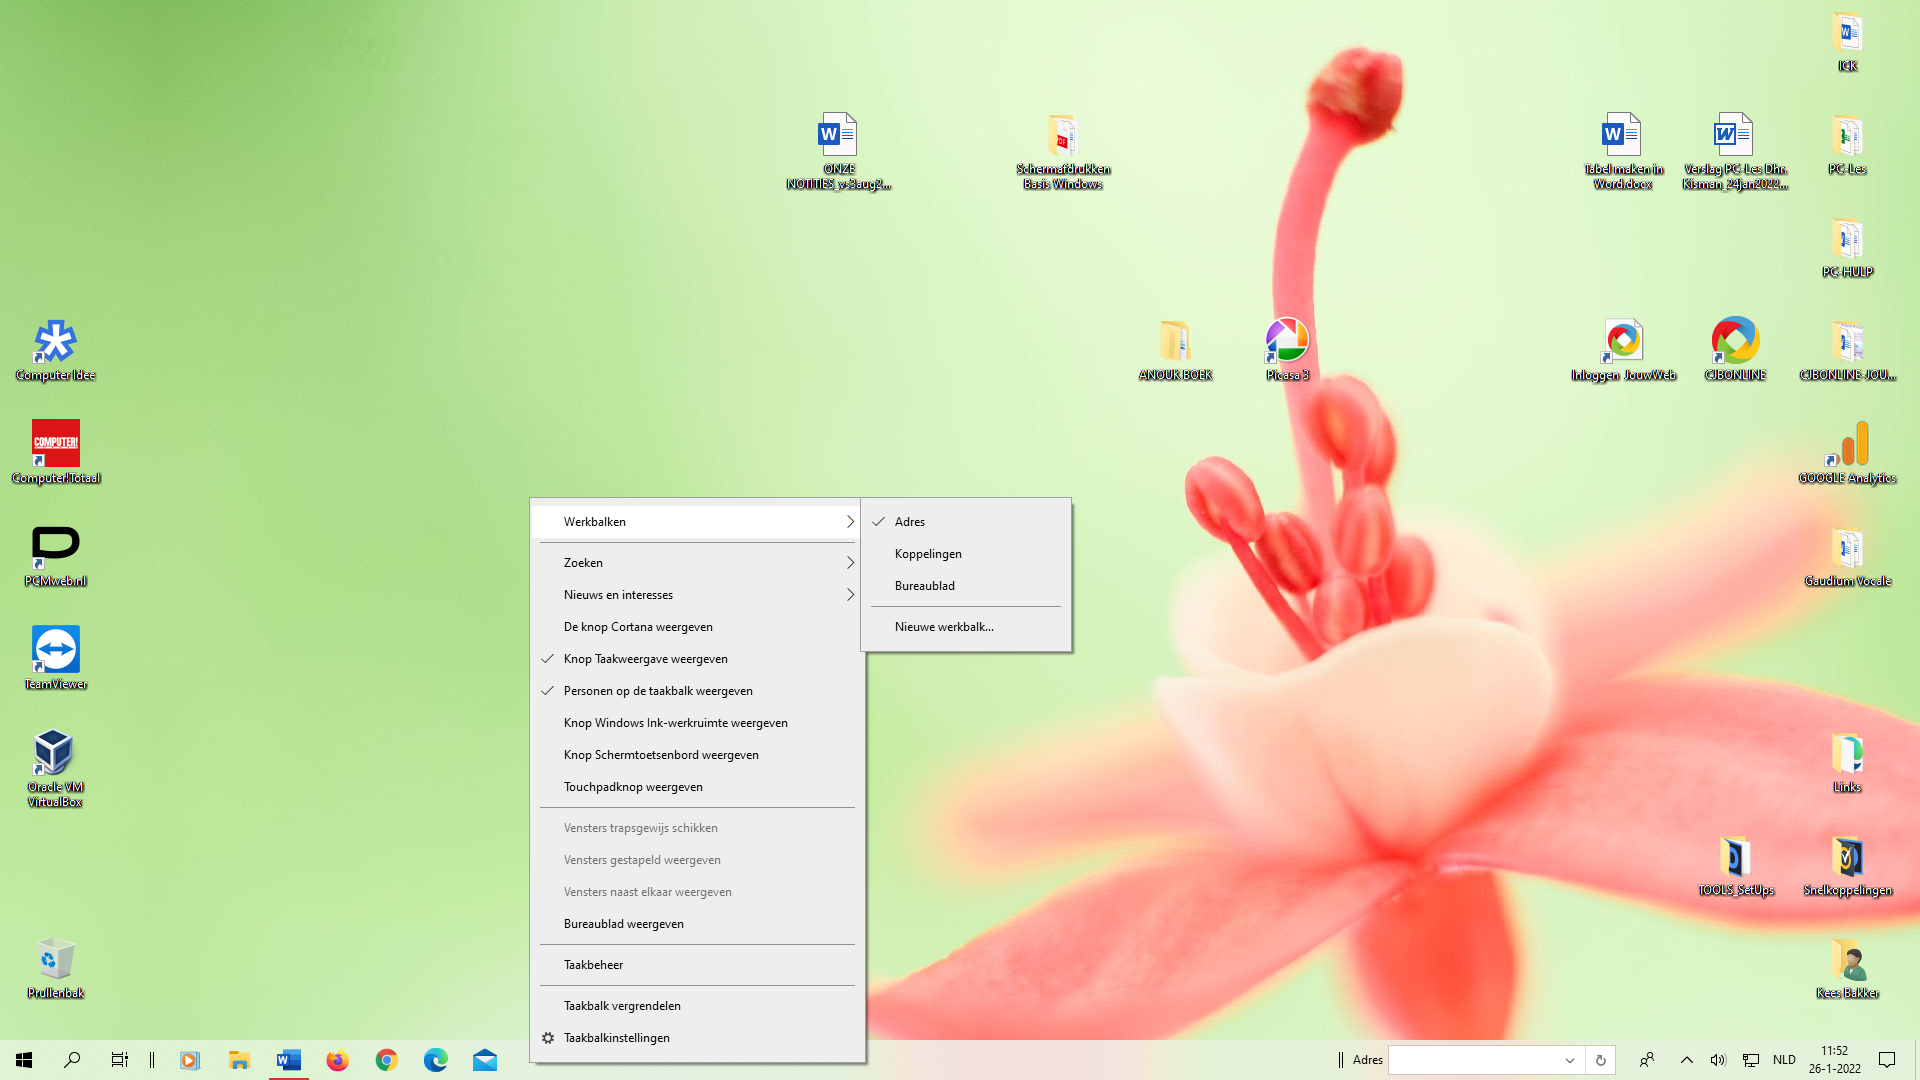 ICK
ONZE
NOTITIES_vs3aug2...
Schermafdrukken
Basis Windows
Tabel maken in
Word.docx
Verslag PC-Les Dhr.
Kisman_24jan2022...
PC-Les
PC-HULP
Computer Idee
ANOUK BOEK
Picasa 3
Inloggen JouwWeb
CJBONLINE
CJBONLINE-JOU...
COMPUTER!
Computer!Totaal
GOOGLE Analytics
PCMweb.nl
Gaudium Vocale
TeamViewer
Oracle VM
VirtualBox
Links
TOOLS_SetUps
Snelkoppelingen
Prullenbak
Kees Bakker
Werkbalken
Zoeken
Nieuws en interesses
De knop Cortana weergeven
Knop Taakweergave weergeven
Personen op de taakbalk weergeven
Knop Windows Ink-werkruimte weergeven
Knop Schermtoetsenbord weergeven
Touchpadknop weergeven
Vensters trapsgewijs schikken
Vensters gestapeld weergeven
Vensters naast elkaar weergeven
Bureaublad weergeven
Taakbeheer
Taakbalk vergrendelen
Taakbalkinstellingen
Adres
Koppelingen
Bureaublad
Nieuwe werkbalk...
Adres
NLD
11:52
26-1-2022